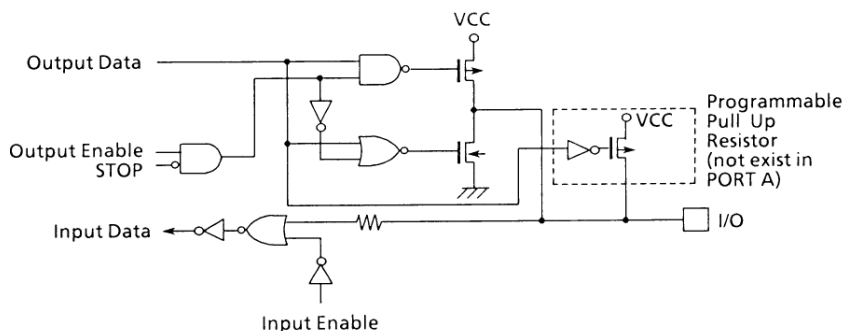 VCC
Output Data
Programmable
Pull Up
Resistor
(not exist in
PORT A)
VCC
Output Enable
STOP
I/O
Input Data
Input Enable